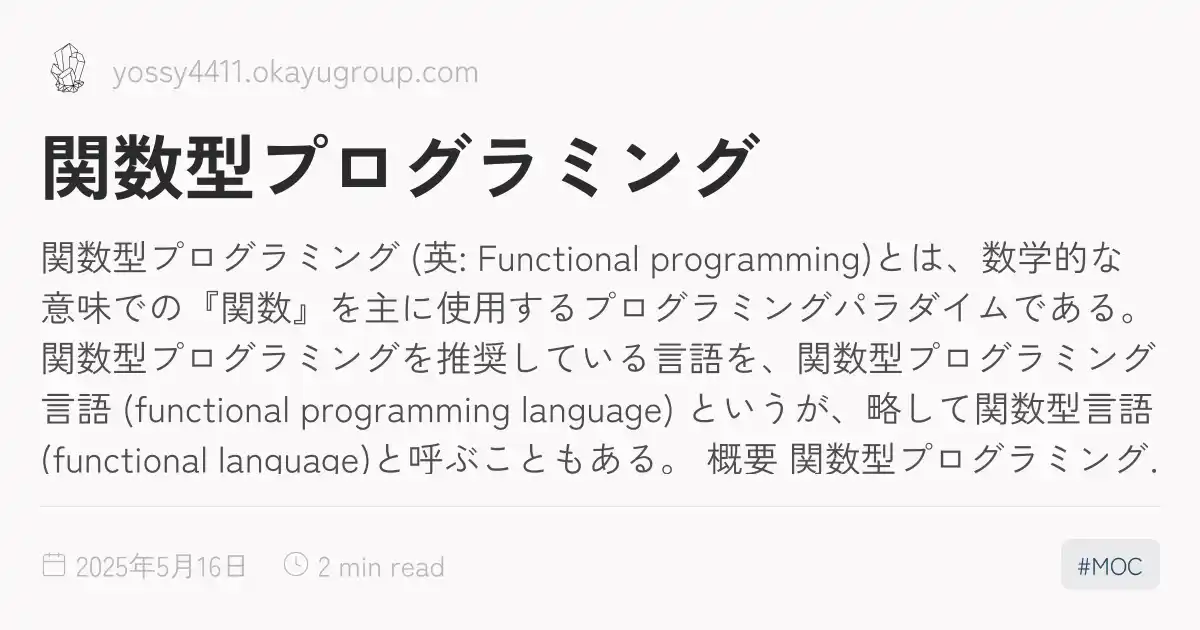 yossy4411.okayugroup.com
関数型プログラミング
関数型プログラミング (英: Functional programming)とは、数学的な
意味での『関数』を主に使用するプログラミングパラダイムである。
関数型プログラミングを推奨している言語を、関数型プログラミング
言語 (functional programming language) というが、略して関数型言語
(functional language)と呼ぶこともある。 概要 関数型プログラミング.
2025年5月16日 2 min read #MOC